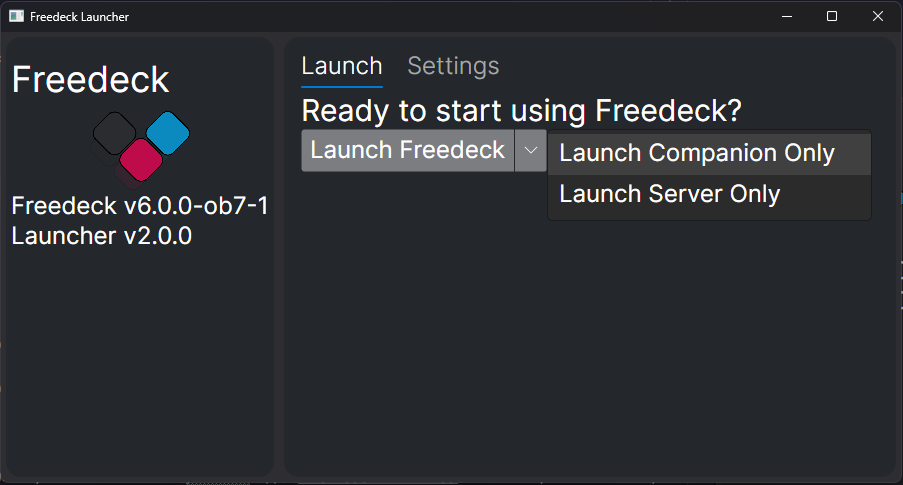 Freedeck Launcher
Freedeck
Freedeck v6.0.0-ob7-1
Launcher v2.0.0
Launch Settings
Ready to start using Freedeck?
Launch Freedeck
Launch Companion Only
Launch Server Only